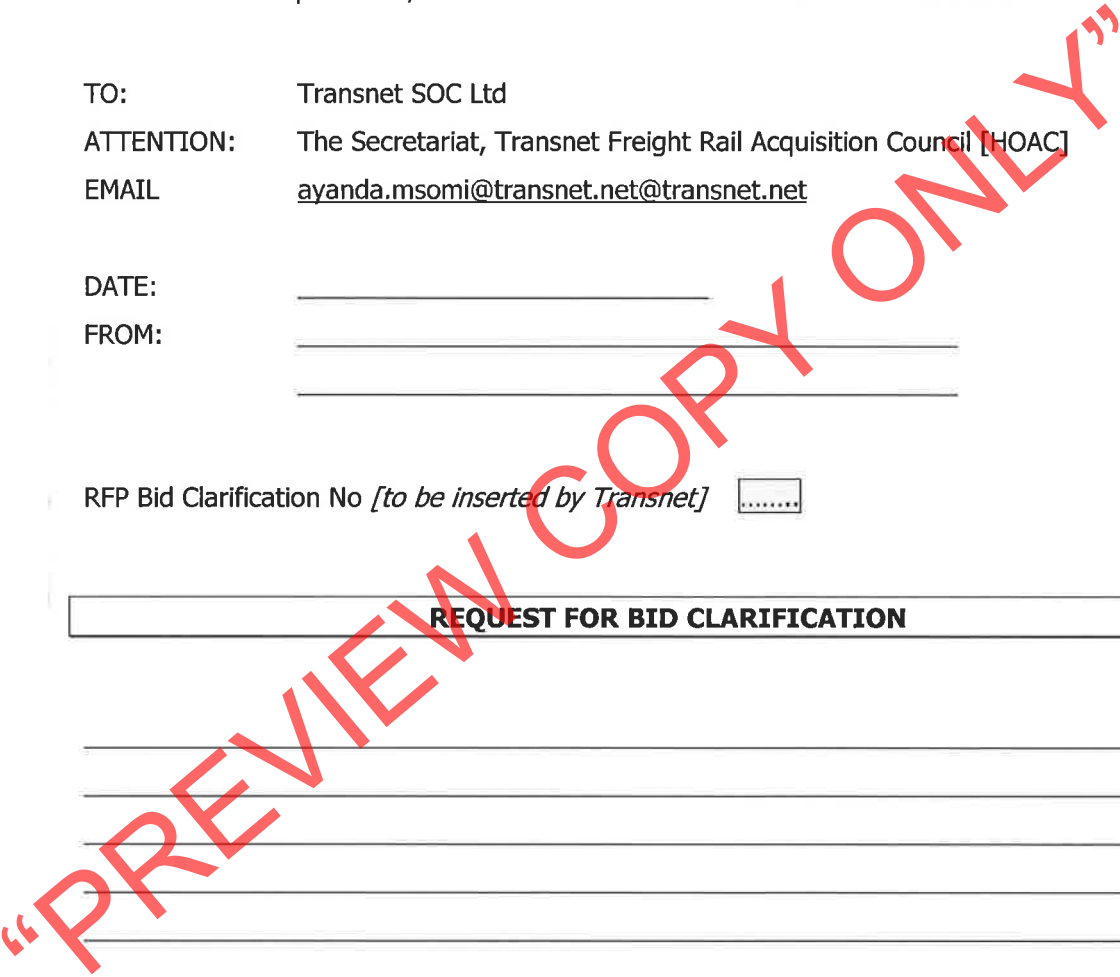 TO: Transnet SOC Ltd
ATTENTION: The Secretariat, Transnet Freight Rail Acquisition Council [HOAC]
EMAIL ayanda.msomi@transnet.net@transnet.net
DATE:
FROM:
RFP Bid Clarification No [to be inserted by Transnet] ........
REQUEST FOR BID CLARIFICATION
“PREVIEW COPY ONLY”